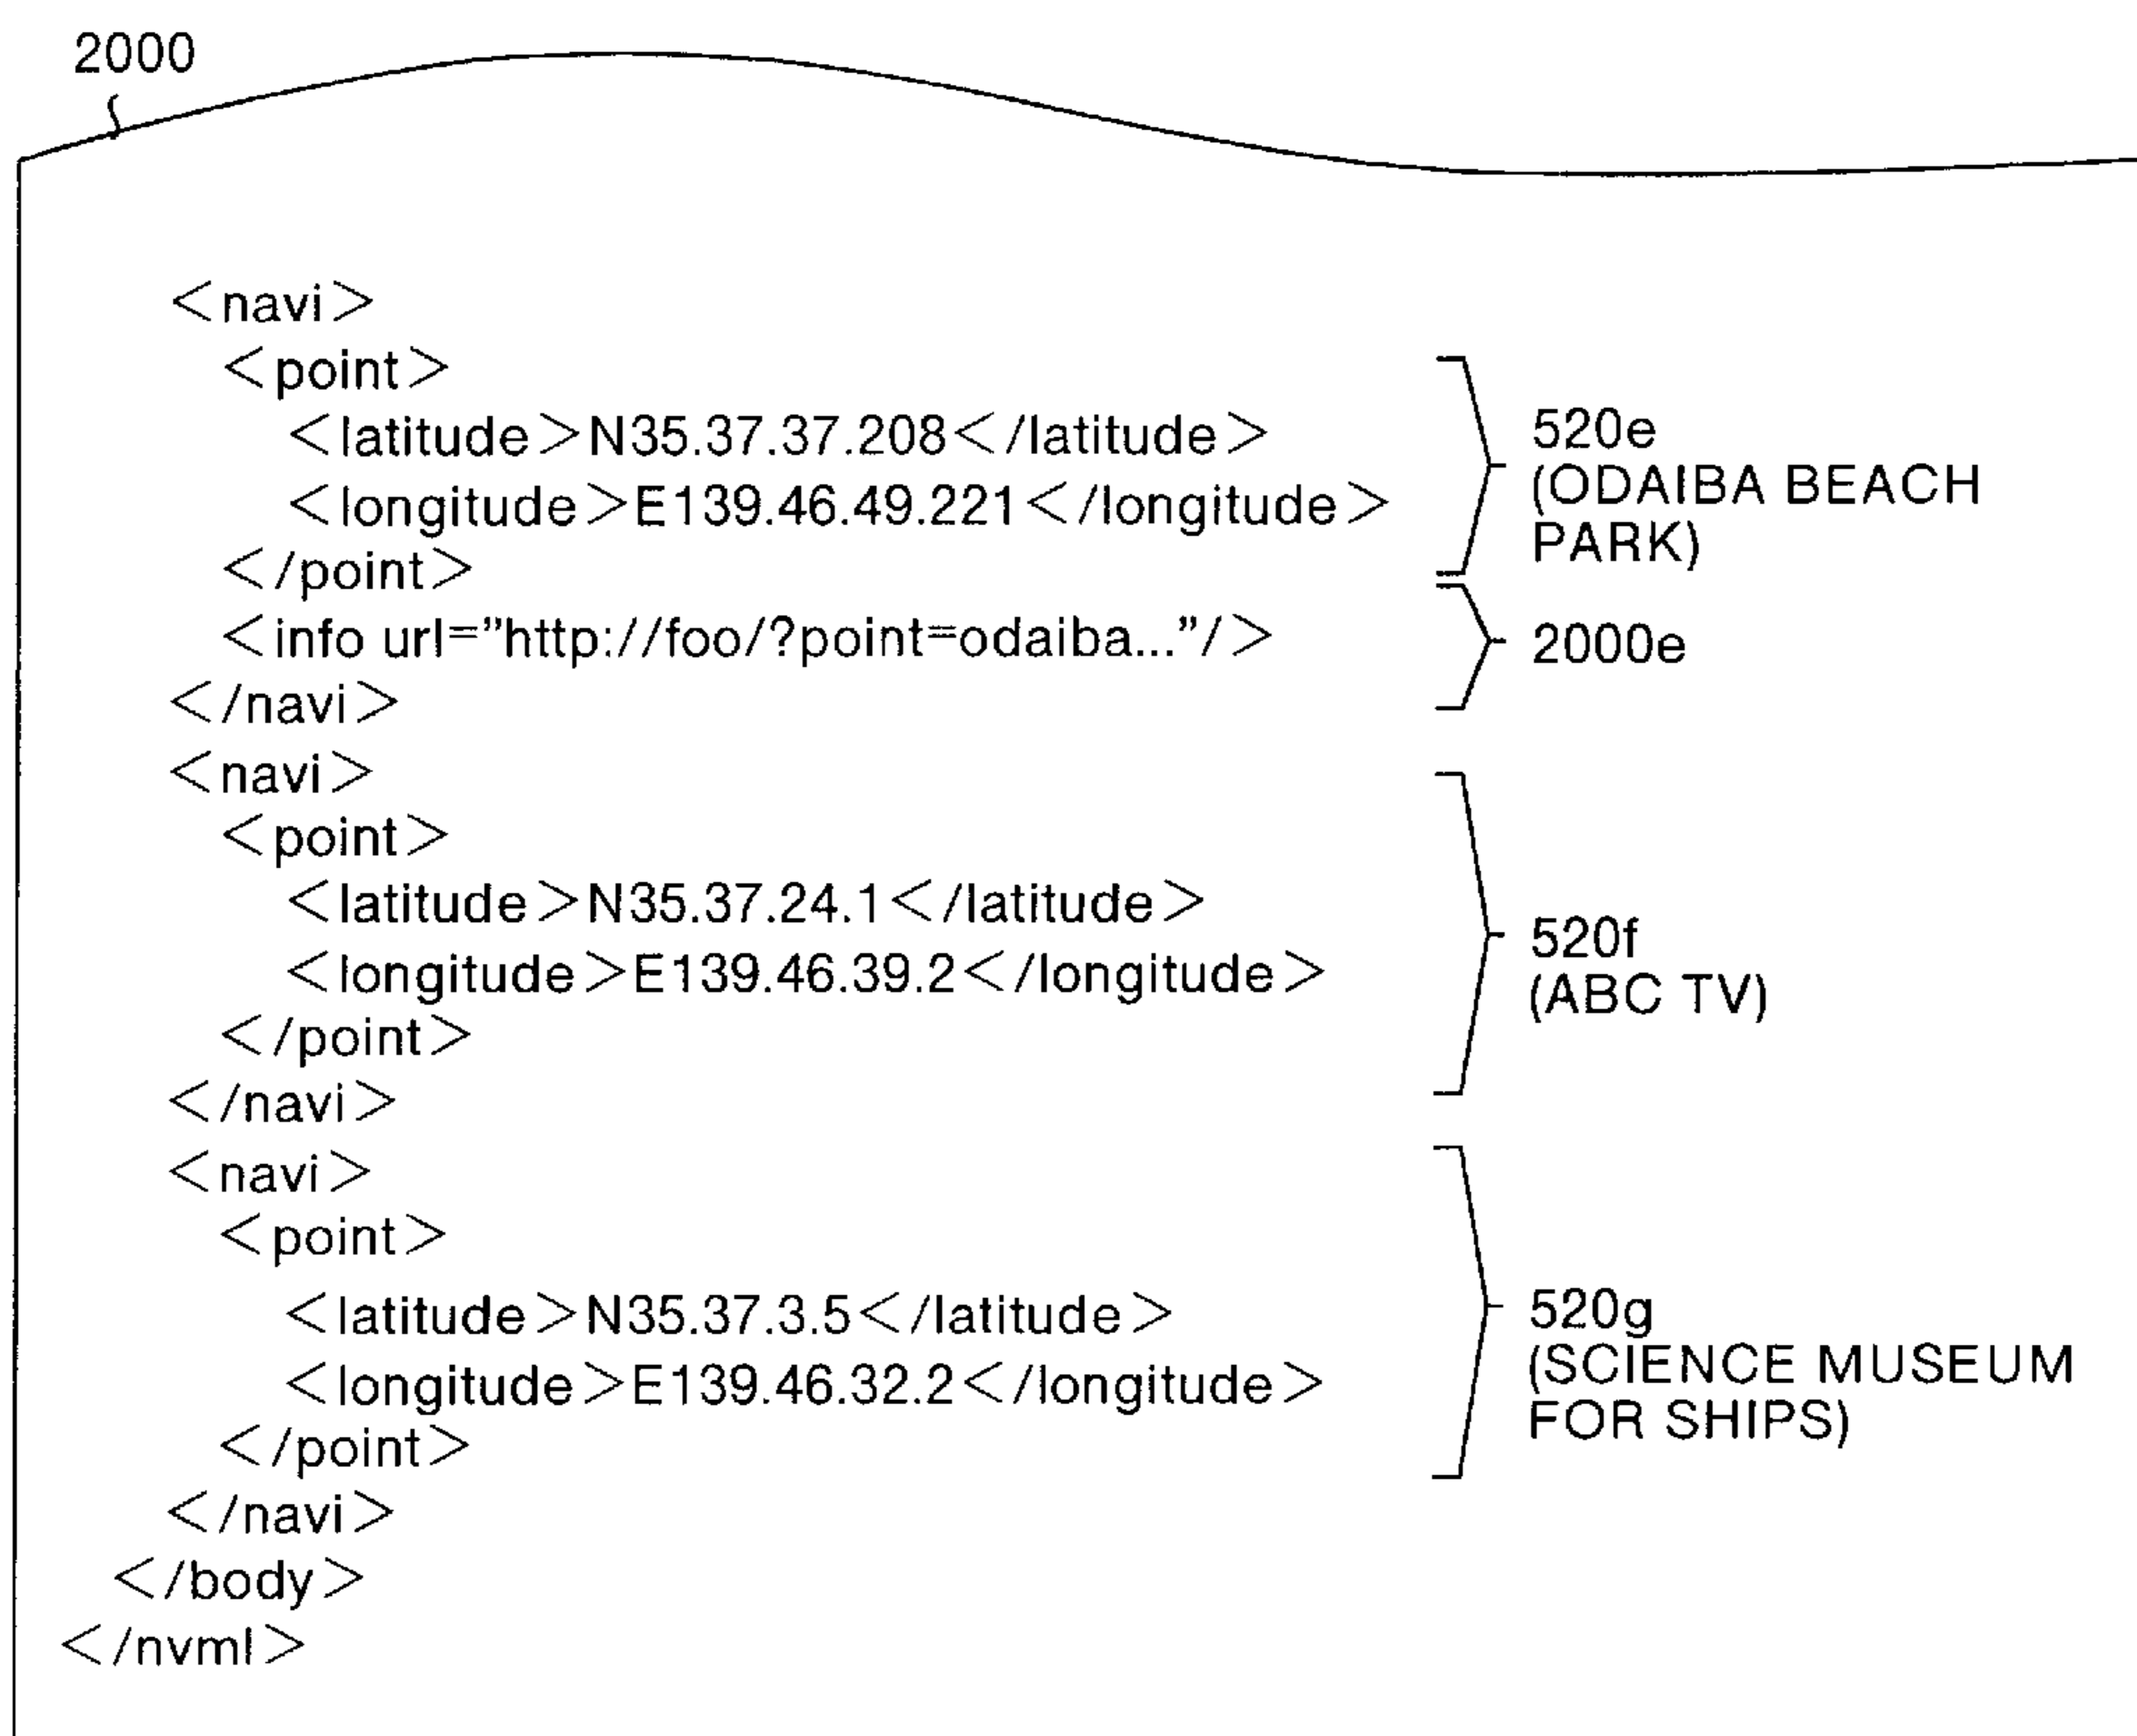 2000
<navi>
<point>
<latitude>N35.37.37.208</latitude>
<longitude>E139.46.49.221</longitude>
</point>
520e
(ODAIBA BEACH
PARK)
<info url="http://foo/?point=odaiba..."/>
2000e
</navi>
<navi>
<point>
<latitude>N35.37.24.1</latitude>
<longitude>E139.46.39.2</longitude>
</point>
</navi>
520f
(ABC TV)
<navi>
<point>
<latitude>N35.37.3.5</latitude>
<longitude>E139.46.32.2</longitude>
</point>
520g
(SCIENCE MUSEUM
FOR SHIPS)
</navi>
</body>
</nvml>